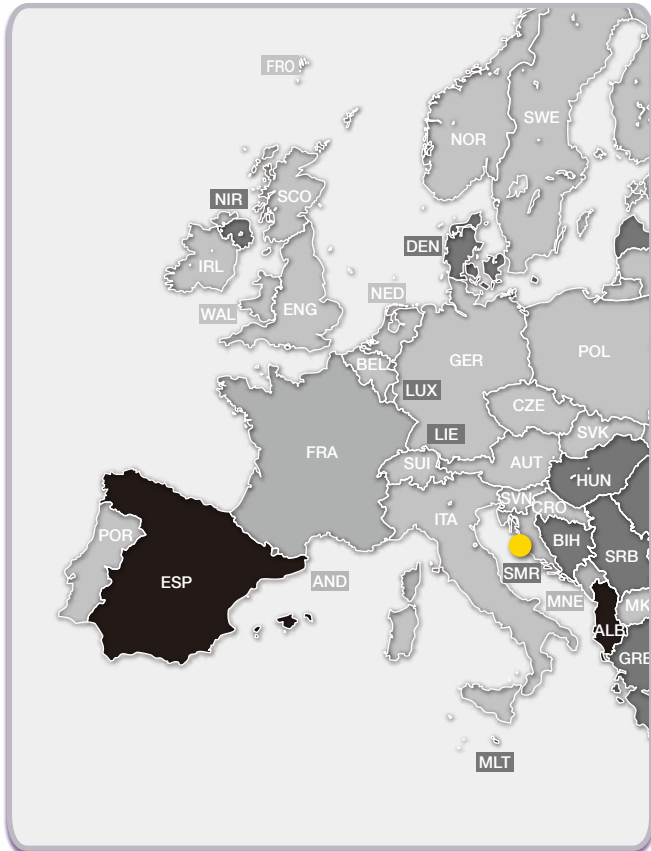 FRO
SWE
NOR
NIR
SCO
DEN
IRL
NED
WAL
ENG
POL
GER
BEL
LUX
CZE
LIE
SVK
FRA
SUI
AUT
HUN
SVN
CRO
ITA
POR
BIH
SRB
SMR
ESP
AND
MNE
MK
ALB
GRE
MLT